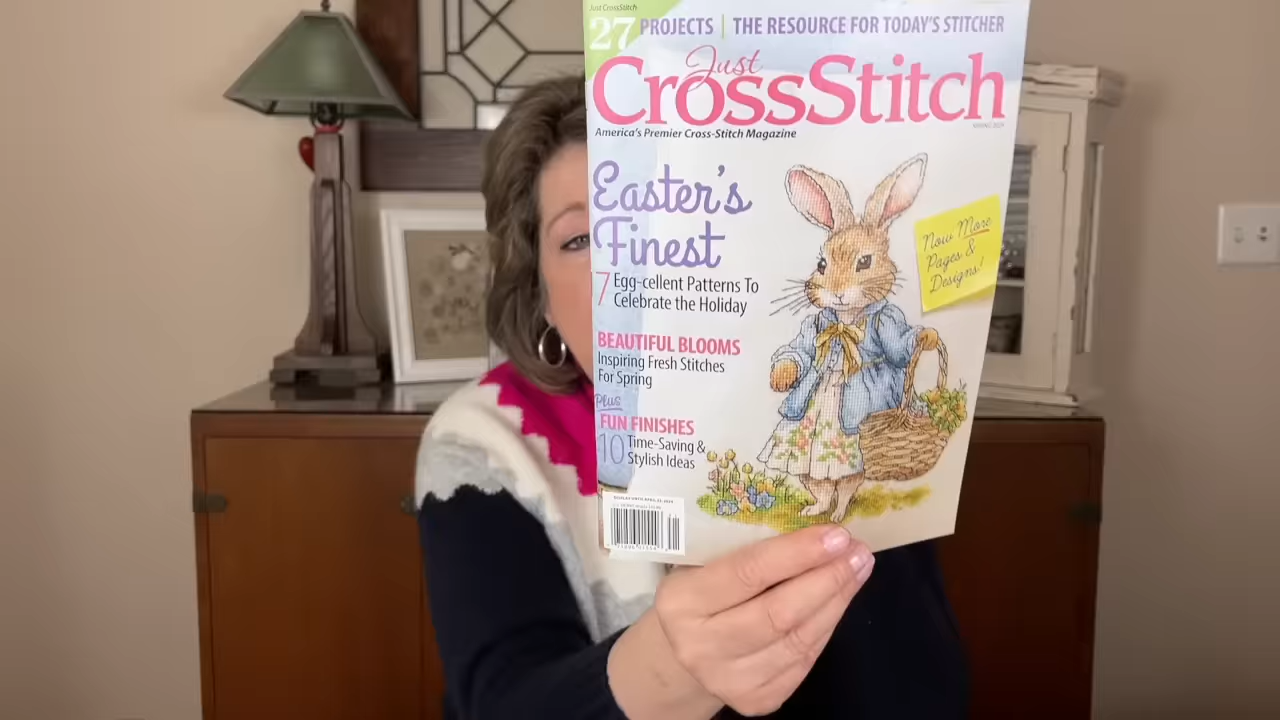 Just CrossStitch
27 PROJECTS | THE RESOURCE FOR TODAY'S STITCHER
Just
CrossStitch
America's Premier Cross-Stitch Magazine
Easter's
Finest
7 Egg-cellent Patterns To
Celebrate the Holiday
Now More
Pages &
Designs!
BEAUTIFUL BLOOMS
Inspiring Fresh Stitches
For Spring
Plus
FUN FINISHES
10 Time-Saving &
Stylish Ideas